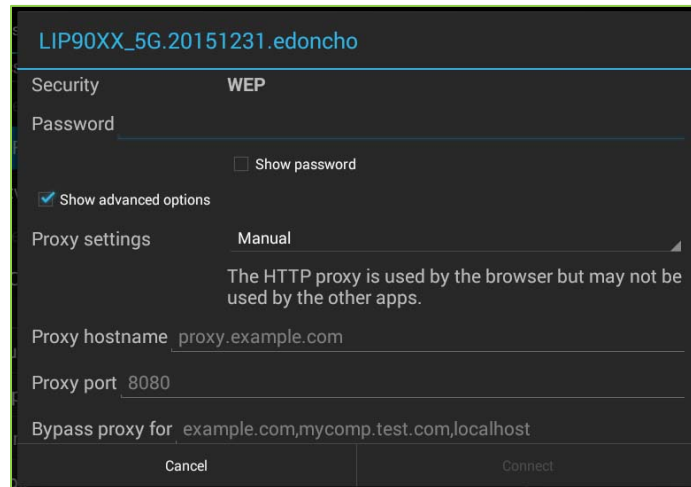 LIP90XX_5G.20151231.edoncho
Security WEP
Password
Show password
Show advanced options
Proxy settings Manual
The HTTP proxy is used by the browser but may not be
used by the other apps.
Proxy hostname proxy.example.com
Proxy port 8080
Bypass proxy for example.com,mycomp.test.com,localhost
Cancel Connect